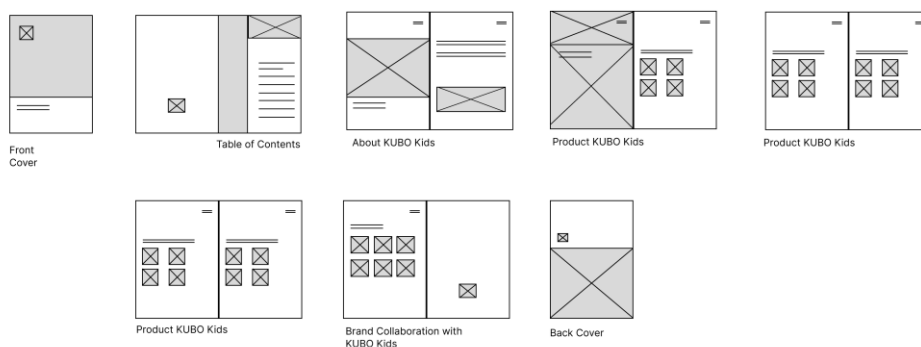 Front
Cover
Table of Contents
About KUBO Kids
Product KUBO Kids
Product KUBO Kids
Product KUBO Kids
Brand Collaboration with
KUBO Kids
Back Cover